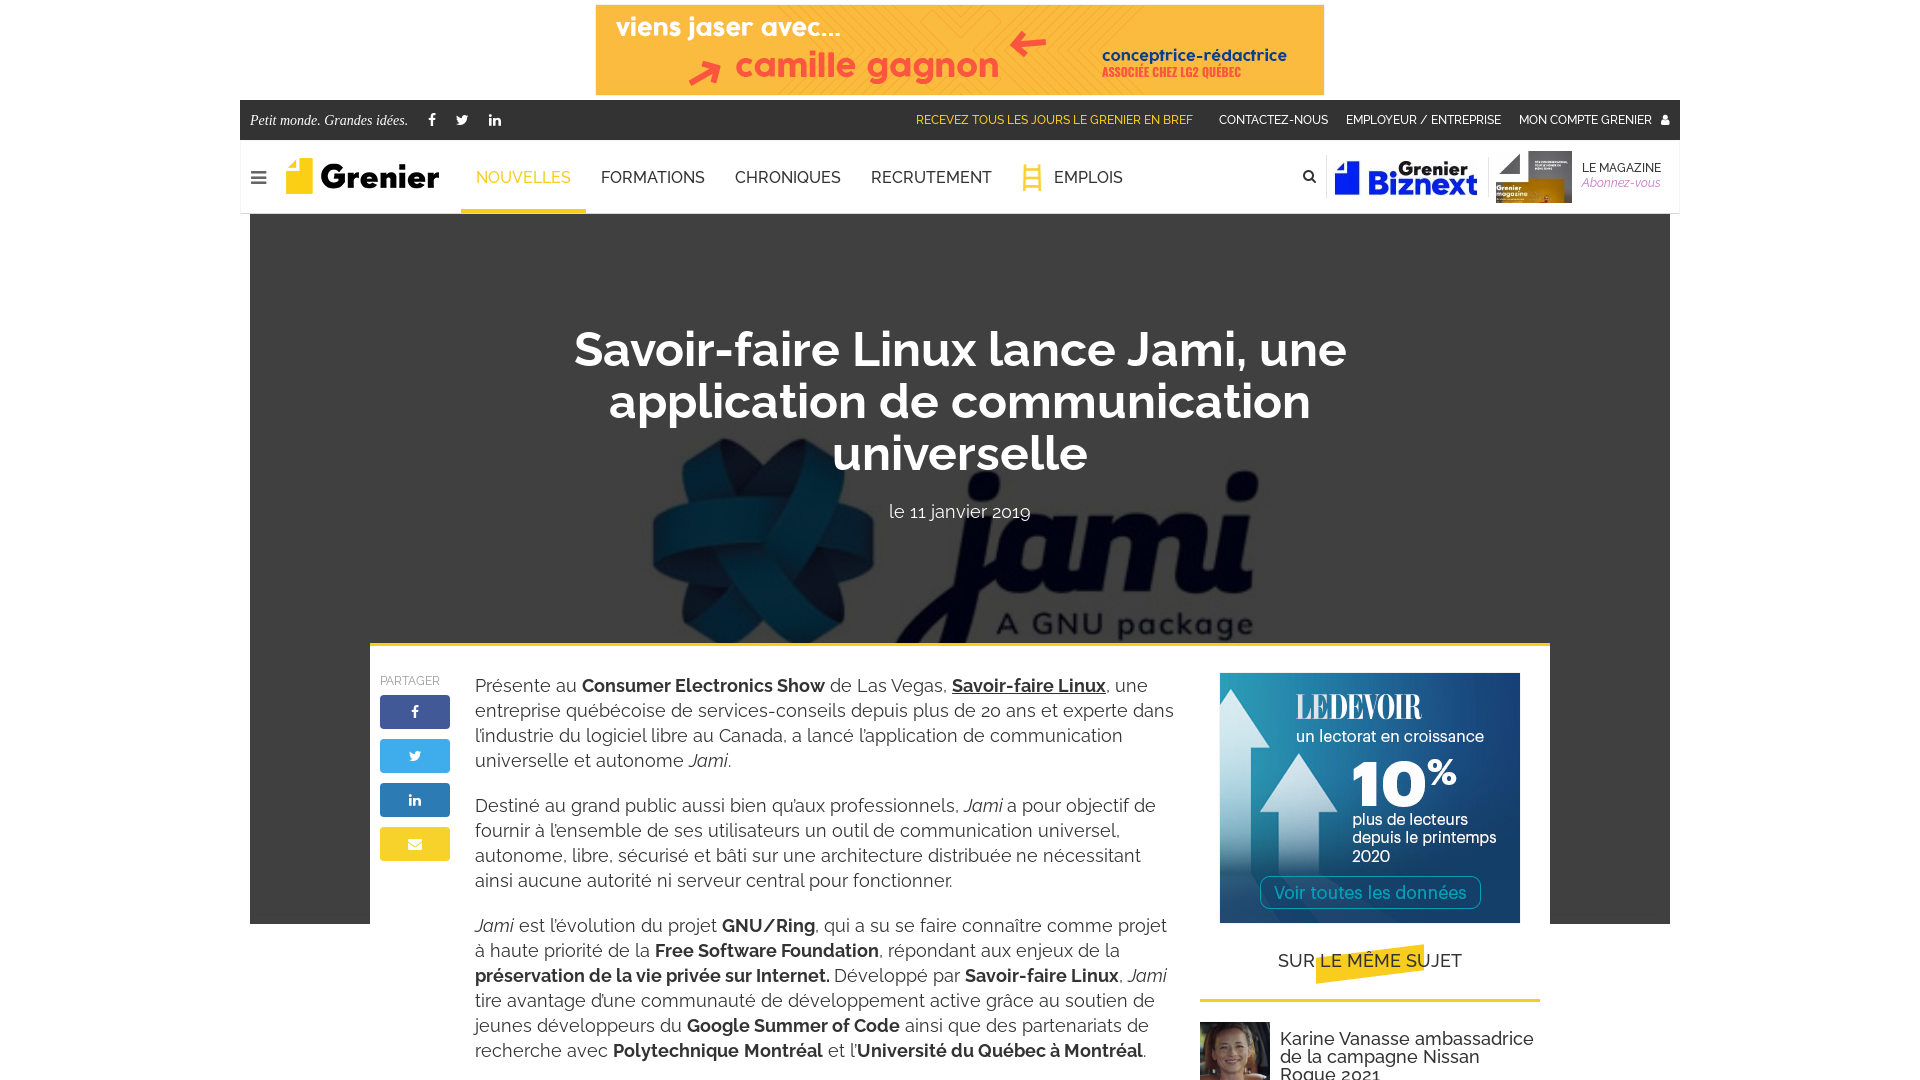 viens jaser avec...
camille gagnon
conceptrice-rédactrice
ASSOCIÉE CHEZ LG2 QUÉBEC
Petit monde. Grandes idées.
RECEVEZ TOUS LES JOURS LE GRENIER EN BREF
CONTACTEZ-NOUS
EMPLOYEUR / ENTREPRISE
MON COMPTE GRENIER
Grenier
NOUVELLES
FORMATIONS
CHRONIQUES
RECRUTEMENT
EMPLOIS
Grenier
Biznext
Grenier
magazine
LE MAGAZINE
Abonnez-vous
Savoir-faire Linux lance Jami, une
application de communication
universelle
le 11 janvier 2019
jami
A GNU package
PARTAGER
Présente au Consumer Electronics Show de Las Vegas, Savoir-faire Linux, une
entreprise québécoise de services-conseils depuis plus de 20 ans et experte dans
l’industrie du logiciel libre au Canada, a lancé l’application de communication
universelle et autonome Jami.
Destiné au grand public aussi bien qu’aux professionnels, Jami a pour objectif de
fournir à l’ensemble de ses utilisateurs un outil de communication universel,
autonome, libre, sécurisé et bâti sur une architecture distribuée ne nécessitant
ainsi aucune autorité ni serveur central pour fonctionner.
Jami est l’évolution du projet GNU/Ring, qui a su se faire connaître comme projet
à haute priorité de la Free Software Foundation, répondant aux enjeux de la
préservation de la vie privée sur Internet. Développé par Savoir-faire Linux, Jami
tire avantage d’une communauté de développement active grâce au soutien de
jeunes développeurs du Google Summer of Code ainsi que des partenariats de
recherche avec Polytechnique Montréal et l’Université du Québec à Montréal.
LE DEVOIR
un lectorat en croissance
10%
plus de lecteurs
depuis le printemps
2020
Voir toutes les données
SUR LE MÊME SUJET
Karine Vanasse ambassadrice
de la campagne Nissan
Rogue 2021